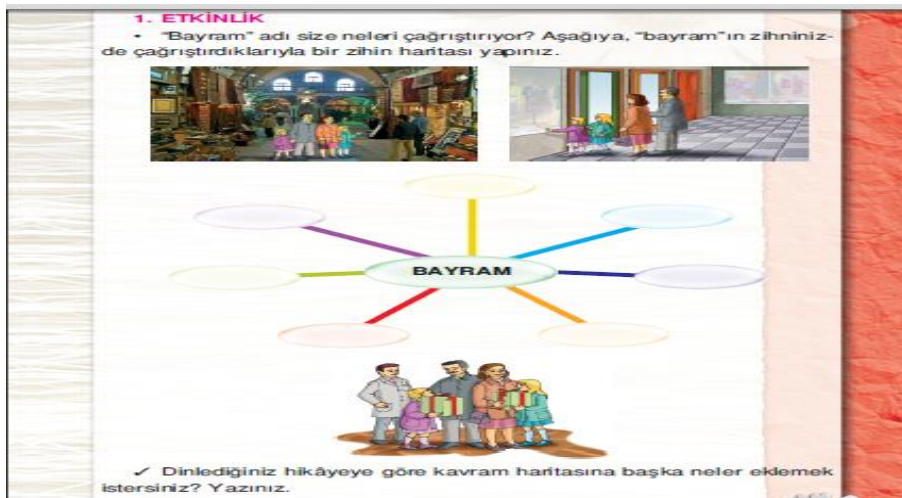 1. ETKİNLİK
• “Bayram” adı size neleri çağrıştırıyor? Aşağıya, “bayram”ın zihniniz-
de çağrıştırdıklarıyla bir zihin haritası yapınız.
BAYRAM
✓ Dinlediğiniz hikâyeye göre kavram haritasına başka neler eklemek
istersiniz? Yazınız.